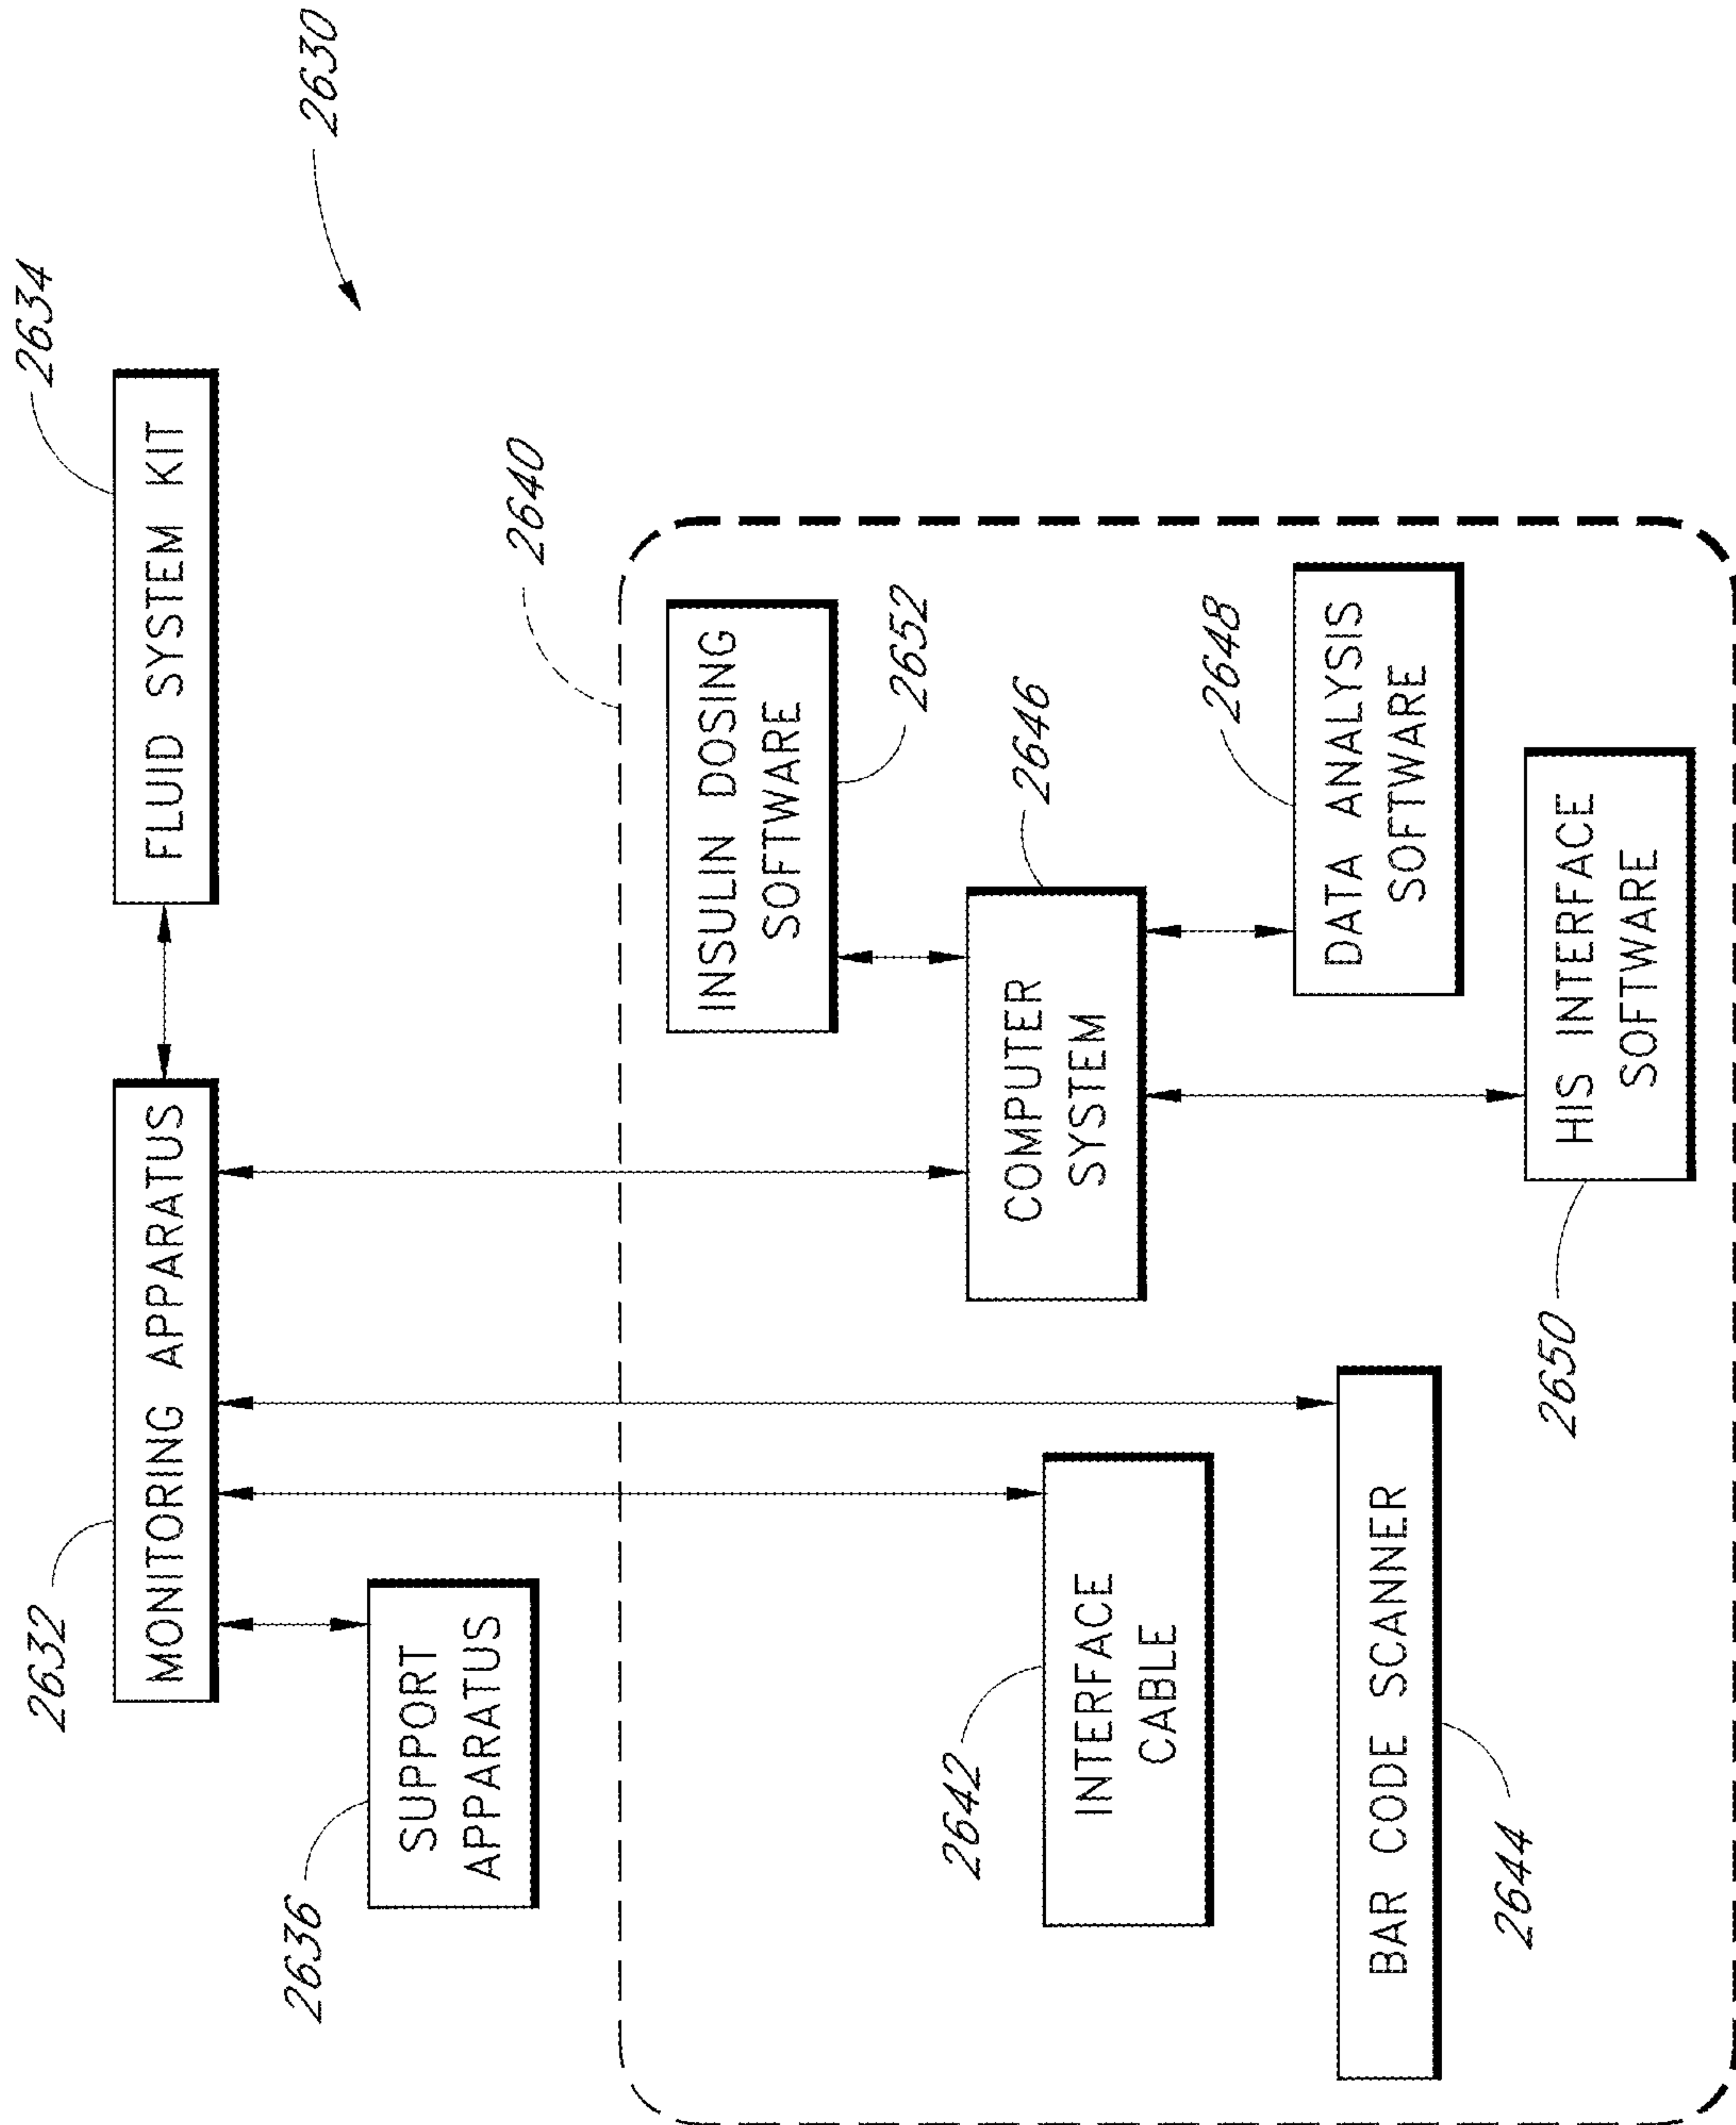 2630
2632
MONITORING APPARATUS
2634
FLUID SYSTEM KIT
2636
SUPPORT
APPARATUS
2640
INSULIN DOSING
SOFTWARE
2652
2642
INTERFACE
CABLE
COMPUTER
SYSTEM
2646
2648
DATA ANALYSIS
SOFTWARE
BAR CODE SCANNER
2644
2650
HIS INTERFACE
SOFTWARE